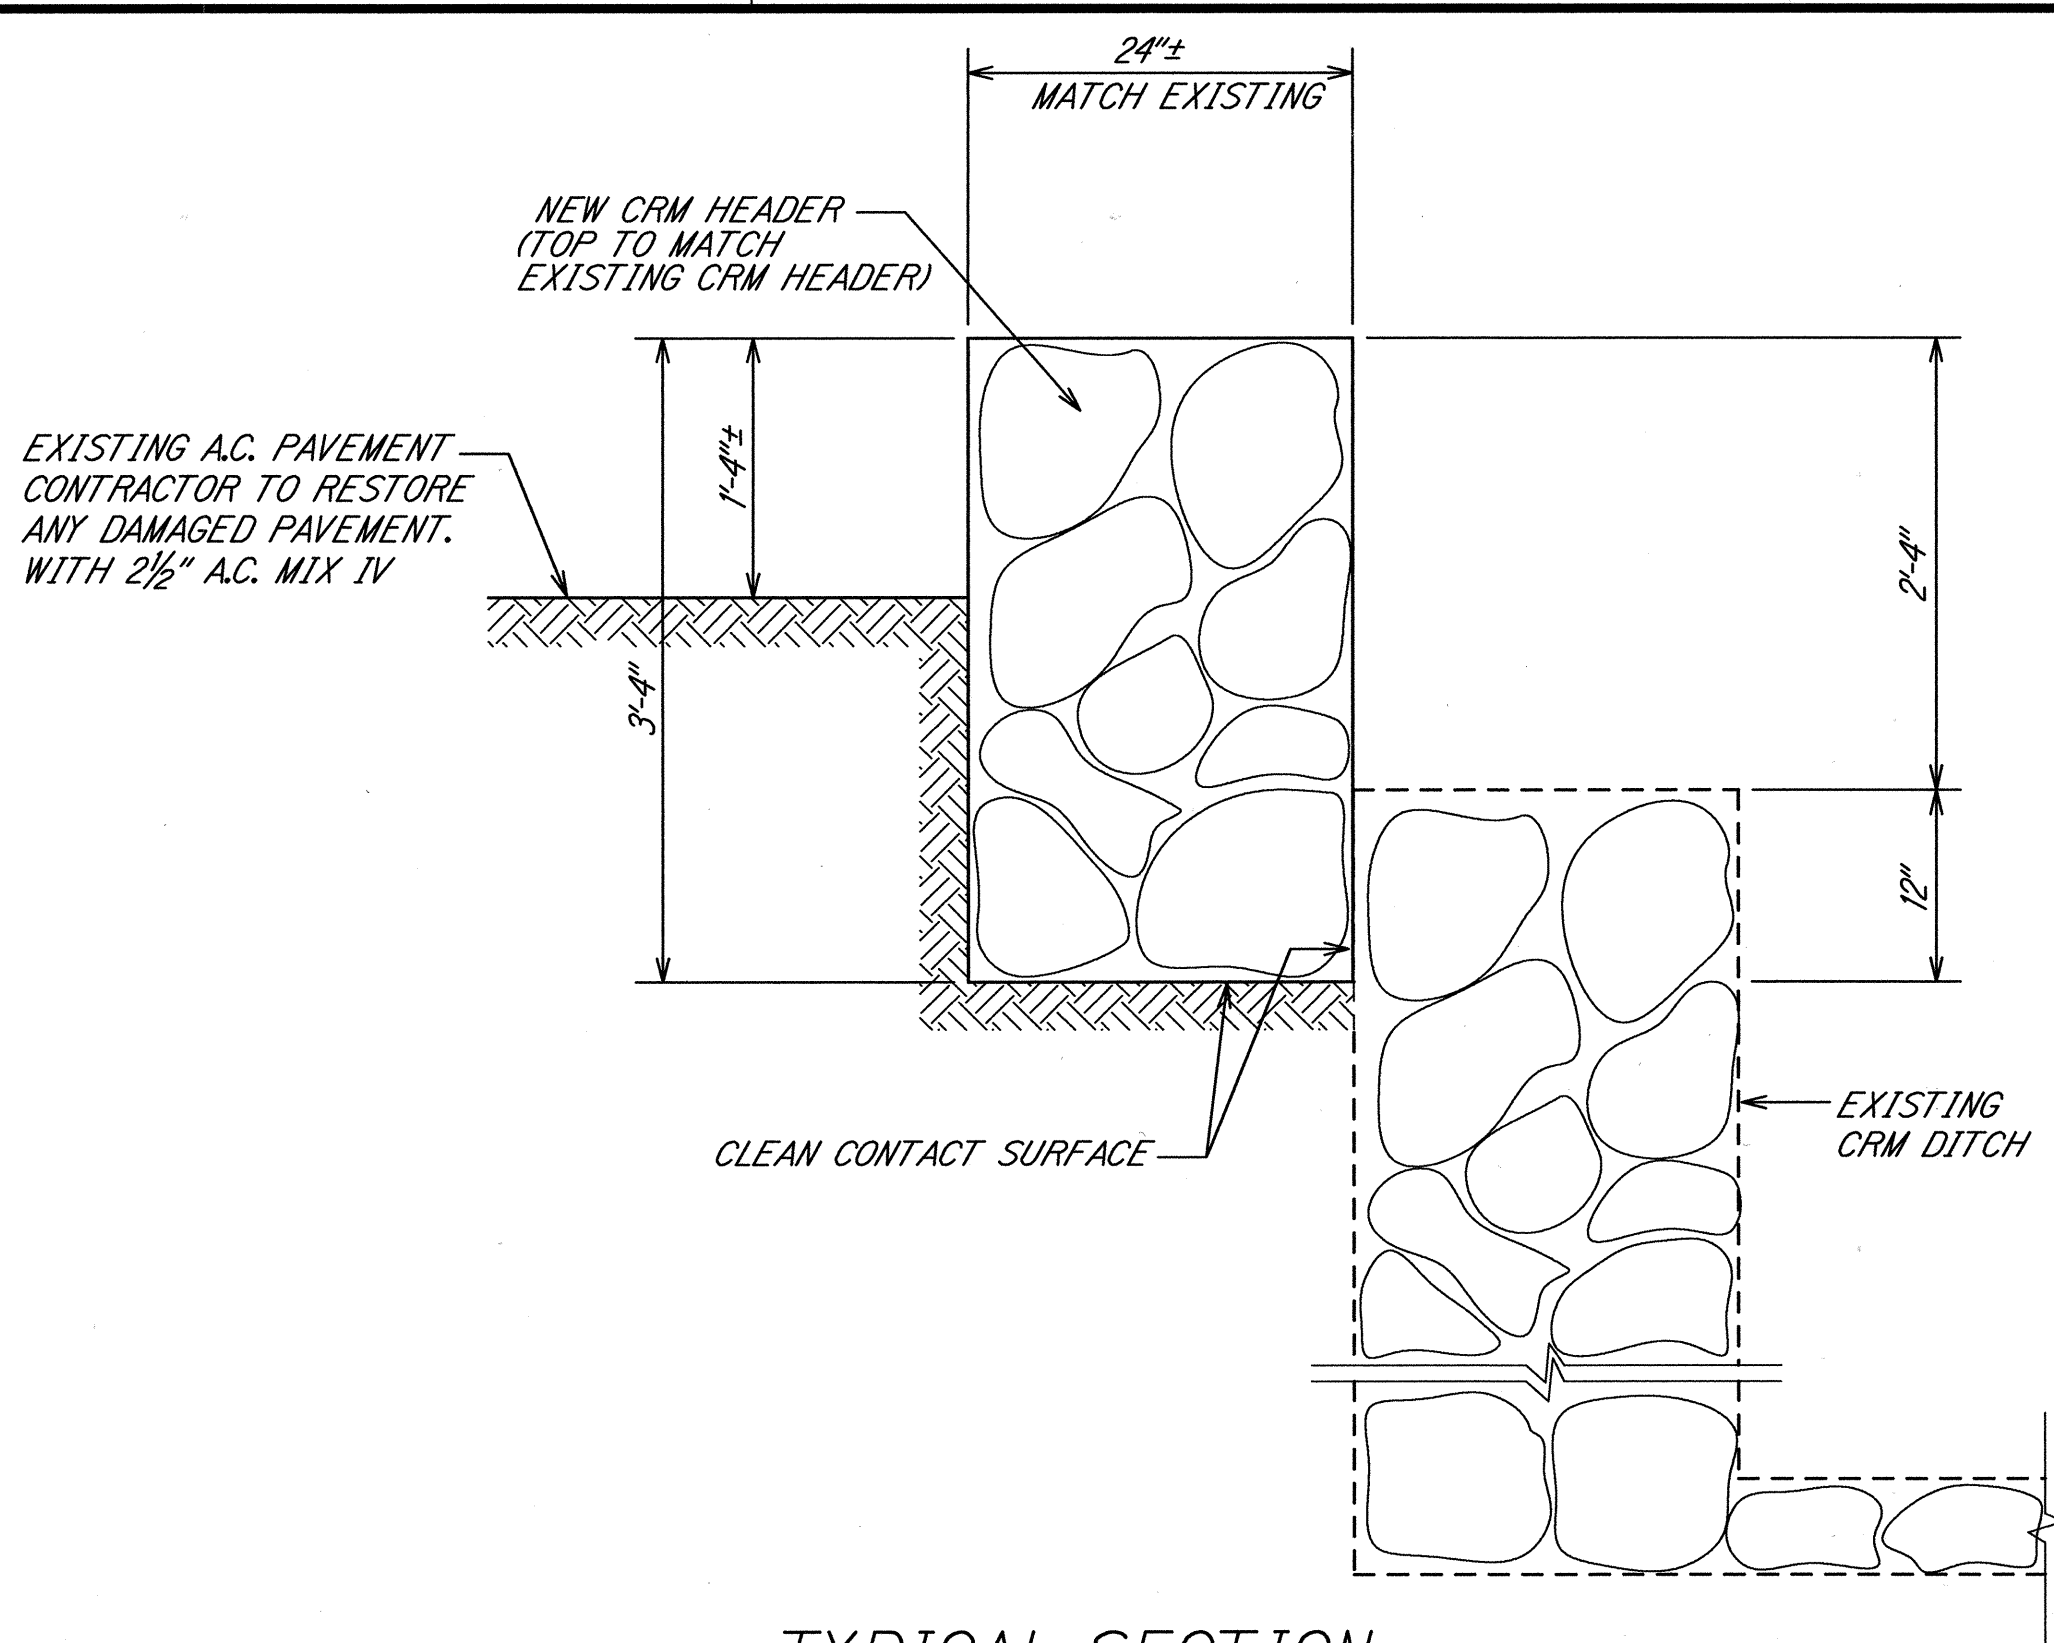 24"±
MATCH EXISTING
NEW CRM HEADER
(TOP TO MATCH
EXISTING CRM HEADER)
EXISTING A.C. PAVEMENT
CONTRACTOR TO RESTORE
ANY DAMAGED PAVEMENT.
WITH 2½" A.C. MIX IV
1'-4"±
3'-4"
2'-4"
12"
CLEAN CONTACT SURFACE
EXISTING
CRM DITCH
TYPICAL SECTION